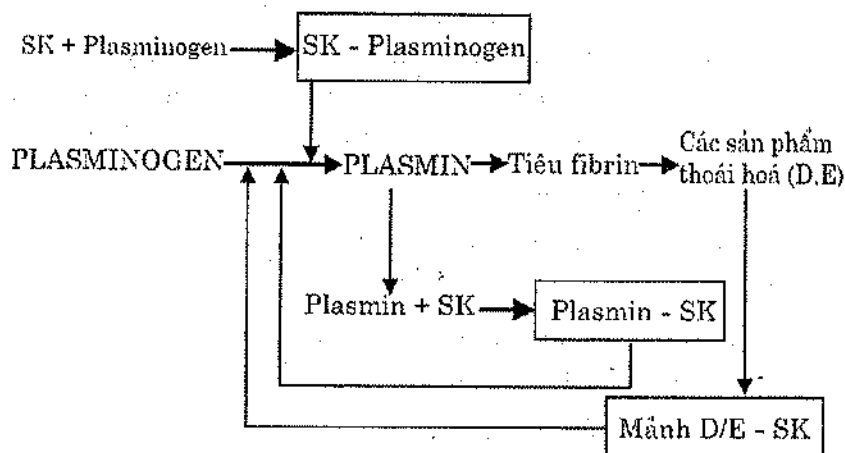 SK + Plasminogen
SK - Plasminogen
PLASMINOGEN
PLASMIN
Tiêu fibrin
Các sản phẩm
thoái hoá (D,E)
Plasmin + SK
Plasmin - SK
Mảnh D/E - SK